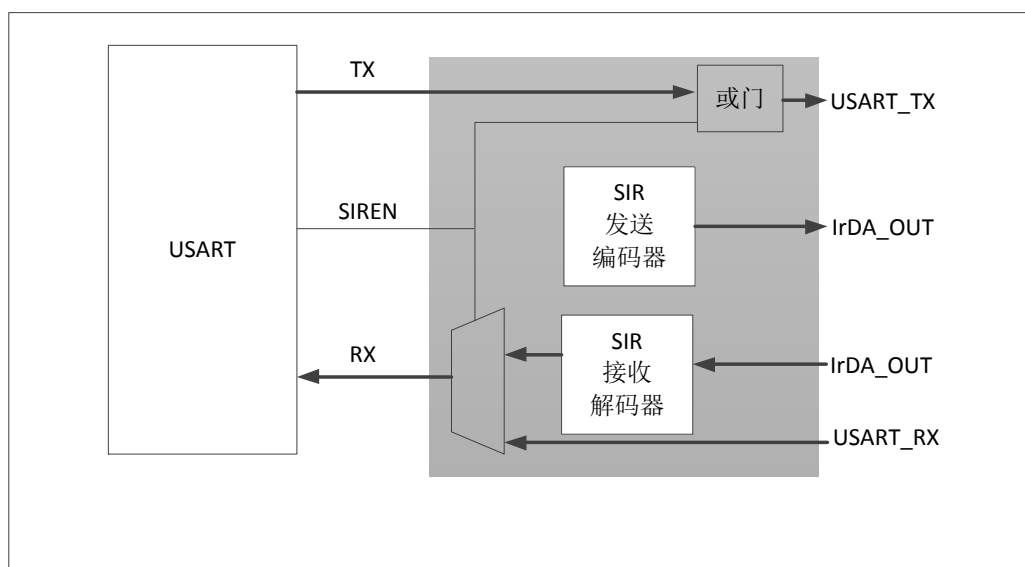 TX
或门
USART_TX
SIREN
SIR
发送
编码器
IrDA_OUT
USART
RX
SIR
接收
解码器
IrDA_OUT
USART_RX